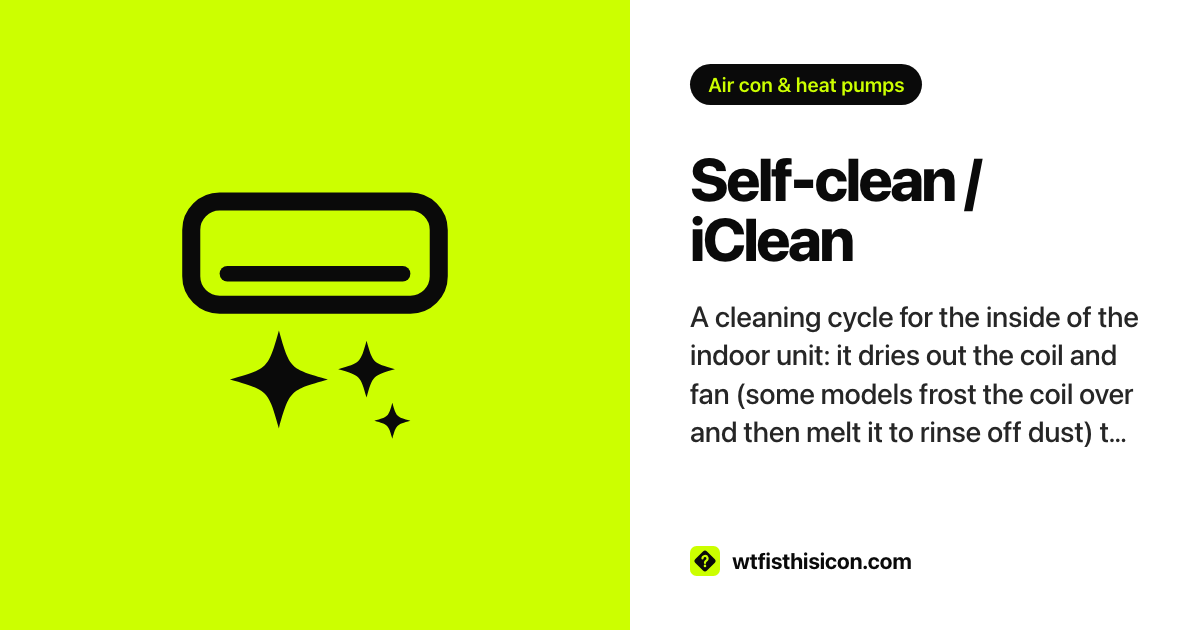 Air con & heat pumps
Self-clean /
iClean
A cleaning cycle for the inside of the
indoor unit: it dries out the coil and
fan (some models frost the coil over
and then melt it to rinse off dust) t...
?
wtfisthisicon.com